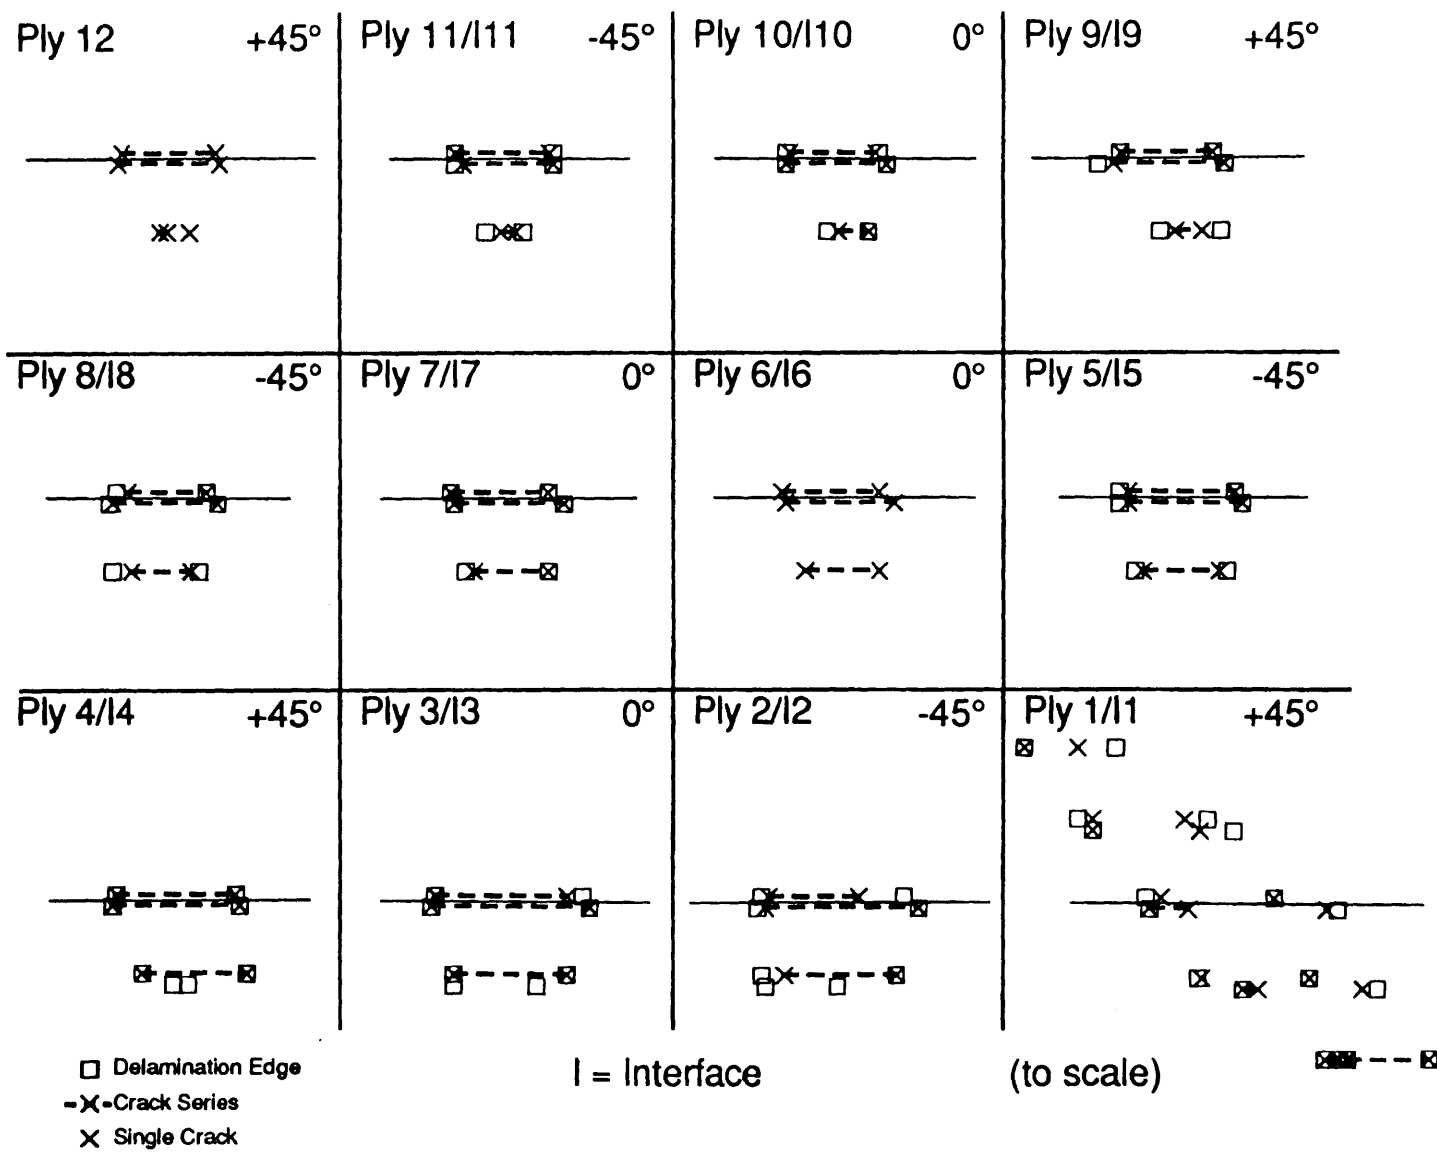 Ply 12 +45° Ply 11/I11 -45° Ply 10/I10 0° Ply 9/I9 +45°
Ply 8/I8 -45° Ply 7/I7 0° Ply 6/I6 0° Ply 5/I5 -45°
Ply 4/I4 +45° Ply 3/I3 0° Ply 2/I2 -45° Ply 1/I1 +45°
Delamination Edge I = Interface (to scale)
Crack Series
Single Crack